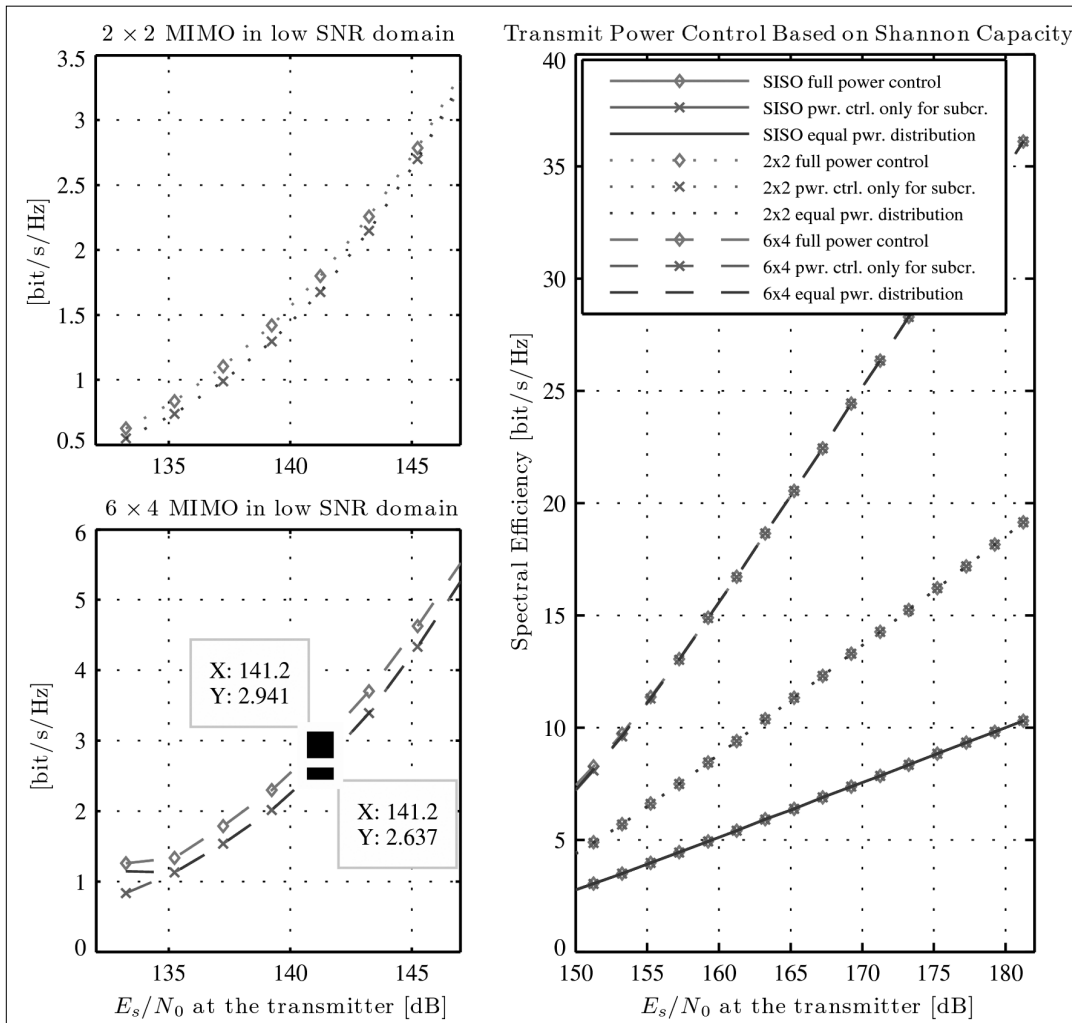 2 × 2 MIMO in low SNR domain
[bit/s/Hz]
3.5
3
2.5
2
1.5
1
0.5
135
140
145
6 × 4 MIMO in low SNR domain
[bit/s/Hz]
6
5
4
3
2
1
0
X: 141.2
Y: 2.941
X: 141.2
Y: 2.637
135
140
145
E_s/N_0 at the transmitter [dB]
Transmit Power Control Based on Shannon Capacity
Spectral Efficiency [bit/s/Hz]
40
35
30
25
20
15
10
5
0
SISO full power control
SISO pwr. ctrl. only for subcr.
SISO equal pwr. distribution
2x2 full power control
2x2 pwr. ctrl. only for subcr.
2x2 equal pwr. distribution
6x4 full power control
6x4 pwr. ctrl. only for subcr.
6x4 equal pwr. distribution
150
155
160
165
170
175
180
E_s/N_0 at the transmitter [dB]